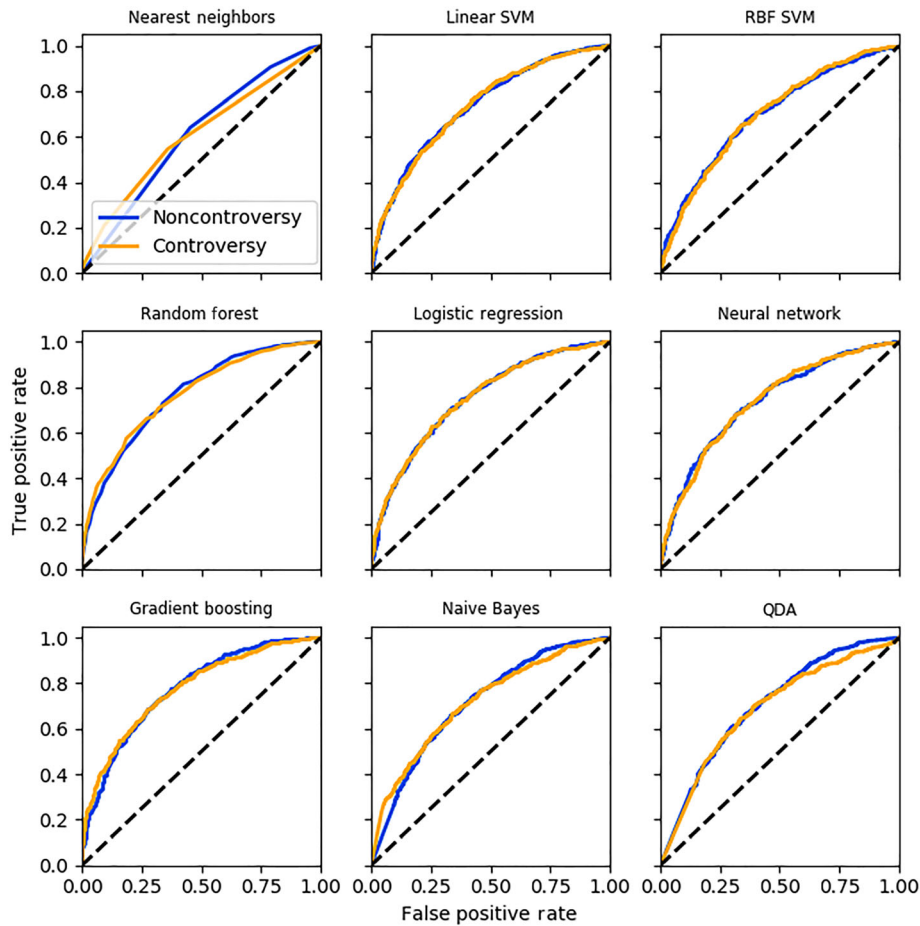 Nearest neighbors Linear SVM RBF SVM
1.0
0.8
0.6
0.4
0.2
0.0
Noncontroversy
Controversy
Random forest Logistic regression Neural network
1.0
0.8
0.6
0.4
0.2
0.0
True positive rate
Gradient boosting Naive Bayes QDA
1.0
0.8
0.6
0.4
0.2
0.0
0.00 0.25 0.50 0.75 1.00 0.00 0.25 0.50 0.75 1.00 0.00 0.25 0.50 0.75 1.00
False positive rate